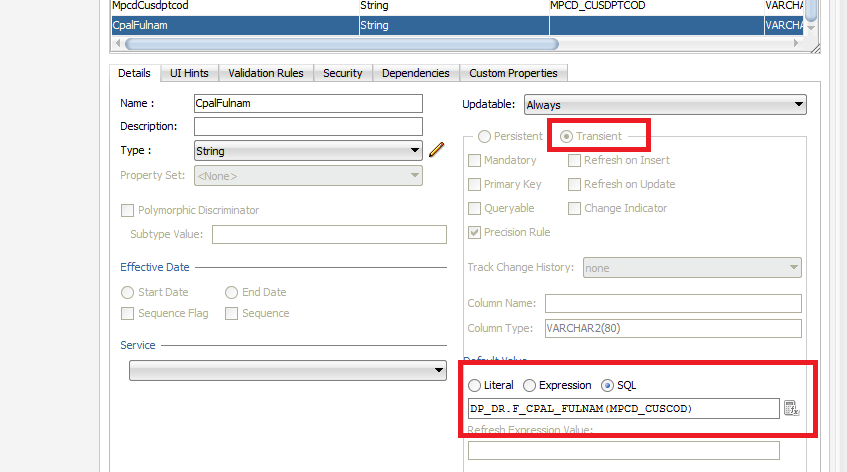 MpcdCusdptcod String MPCD_CUSDPTCOD VARCHA
CpalFulnam String VARCHA
Details UI Hints Validation Rules Security Dependencies Custom Properties
Name : CpalFulnam
Description:
Type : String
Property Set: <None>
Polymorphic Discriminator
Subtype Value:
Effective Date
Start Date End Date
Sequence Flag Sequence
Service
Updatable: Always
Persistent Transient
Mandatory Refresh on Insert
Primary Key Refresh on Update
Queryable Change Indicator
Precision Rule
Track Change History: none
Column Name:
Column Type: VARCHAR2(80)
Default Value
Literal Expression SQL
DP_DR.F_CPAL_FULNAM(MPCD_CUSCOD)
Refresh Expression Value: